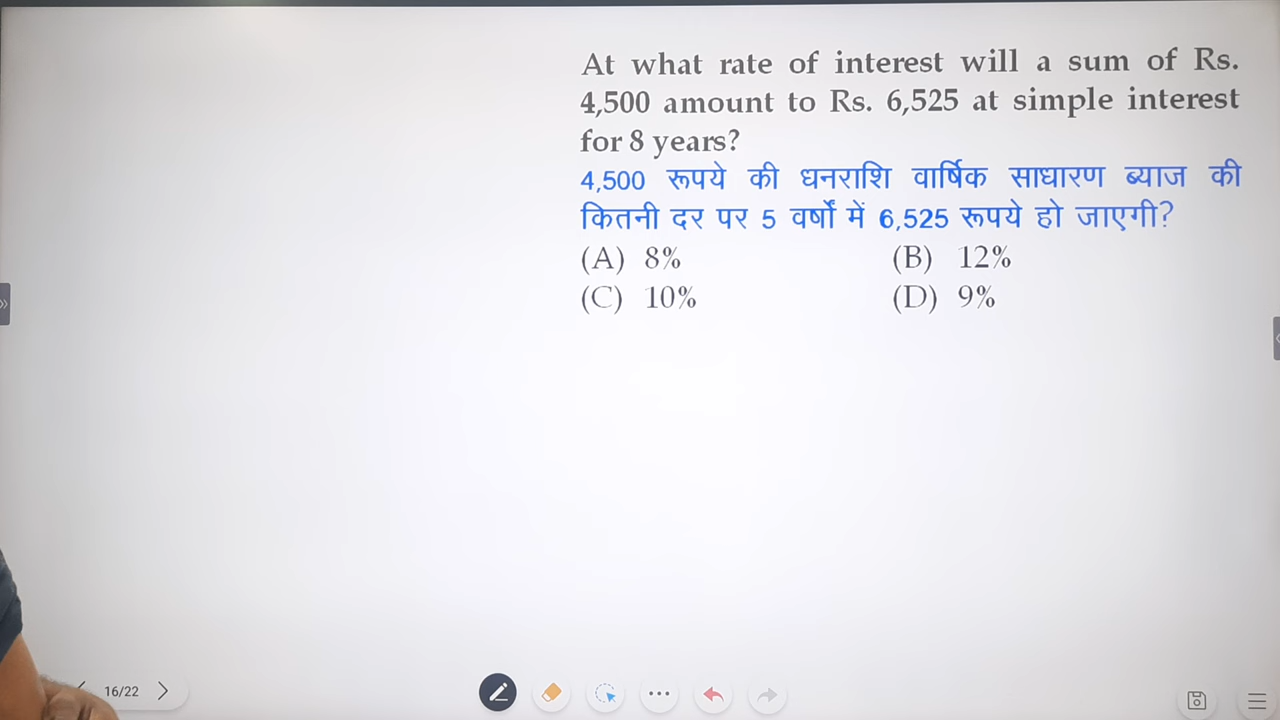 At what rate of interest will a sum of Rs.
4,500 amount to Rs. 6,525 at simple interest
for 8 years?
4,500 रूपये की धनराशि वार्षिक साधारण ब्याज की
कितनी दर पर 5 वर्षों में 6,525 रूपये हो जाएगी?
(A) 8% (B) 12%
(C) 10% (D) 9%
16/22